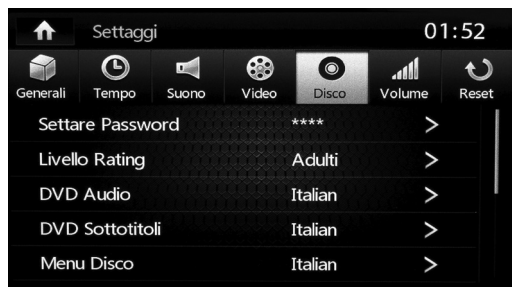 Settaggi 01:52
Generali Tempo Suono Video Disco Volume Reset
Settare Password **** >
Livello Rating Adulti >
DVD Audio Italian >
DVD Sottotitoli Italian >
Menu Disco Italian >